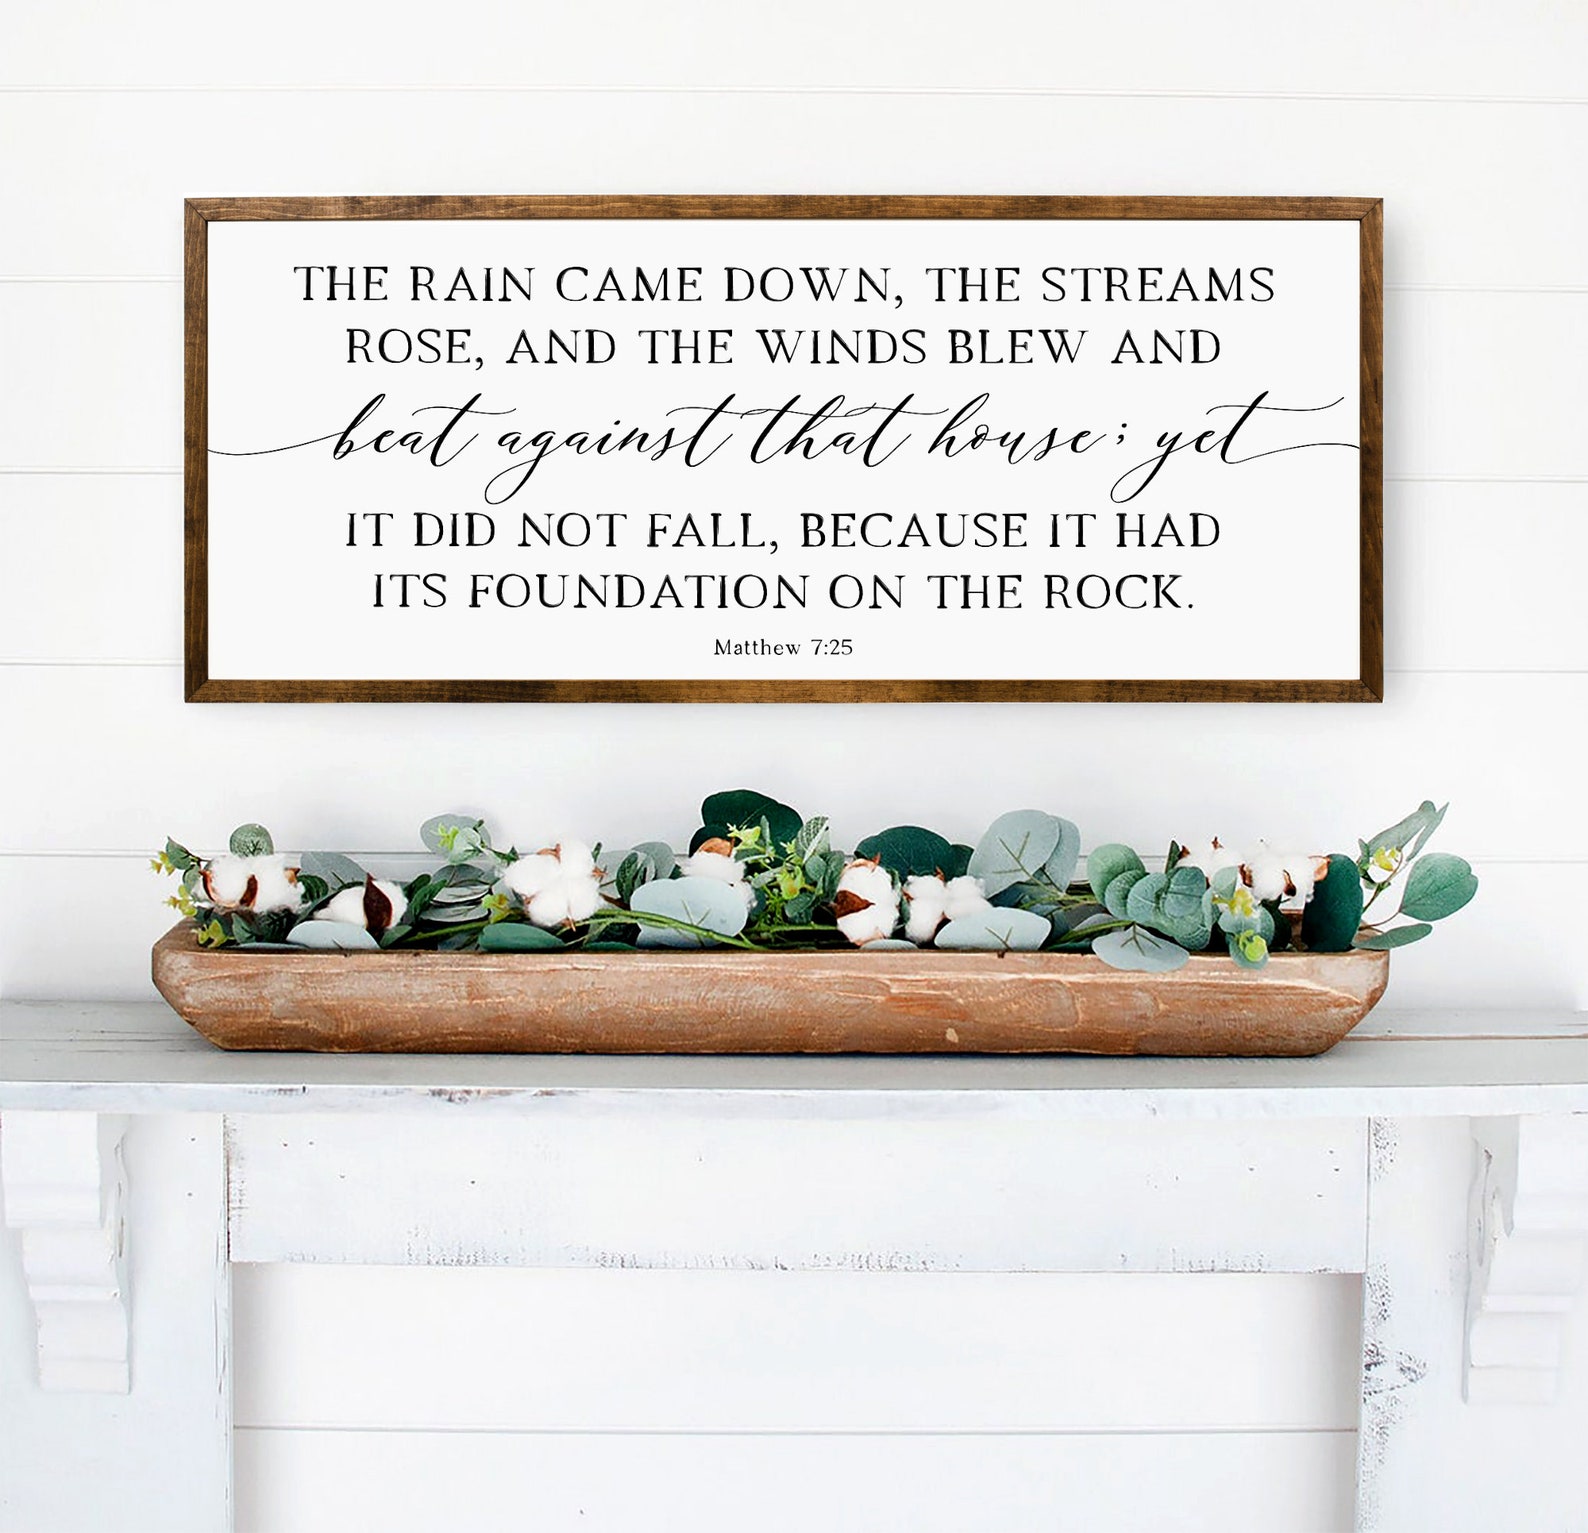 THE RAIN CAME DOWN, THE STREAMS
ROSE, AND THE WINDS BLEW AND
beat against that house; yet
IT DID NOT FALL, BECAUSE IT HAD
ITS FOUNDATION ON THE ROCK.
Matthew 7:25